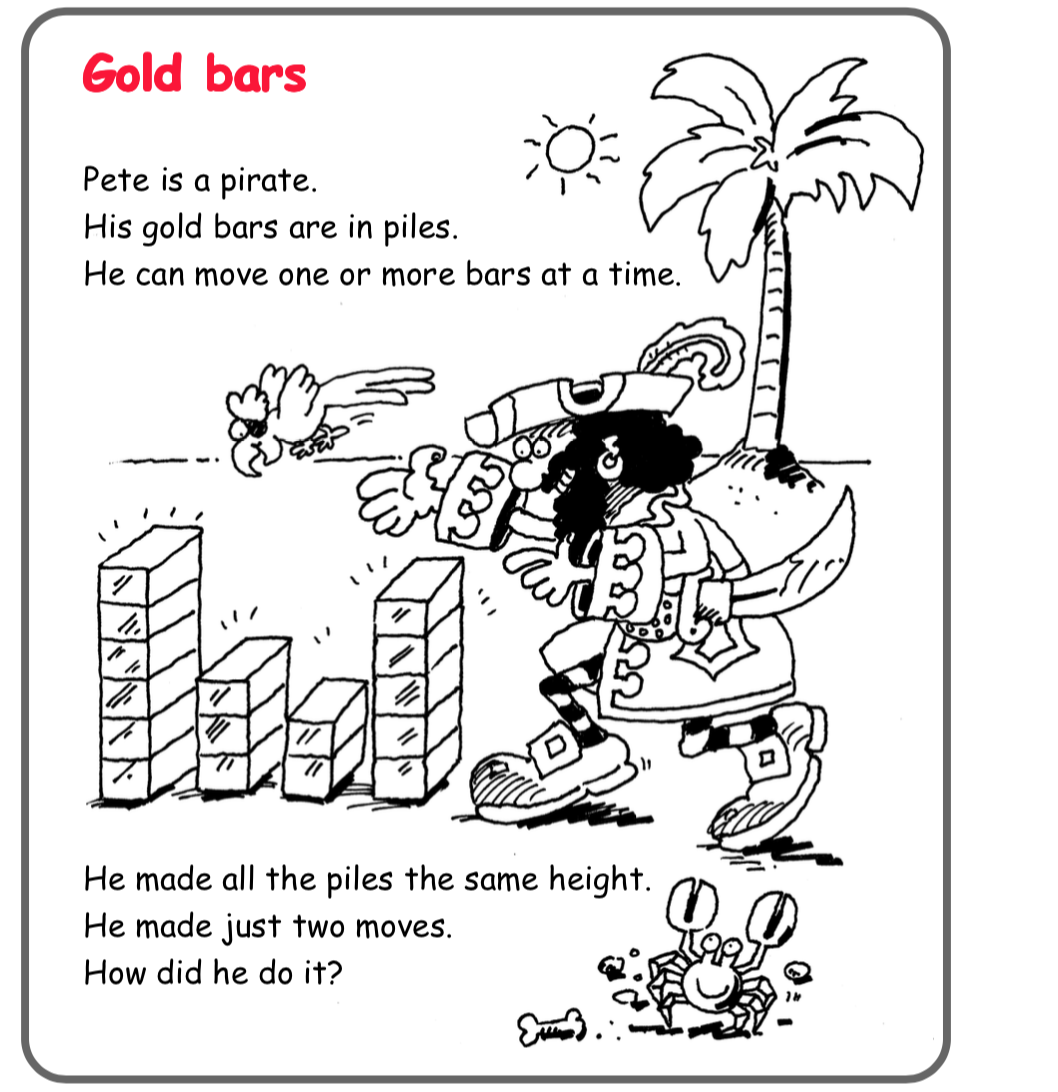 Gold bars
Pete is a pirate.
His gold bars are in piles.
He can move one or more bars at a time.
He made all the piles the same height.
He made just two moves.
How did he do it?